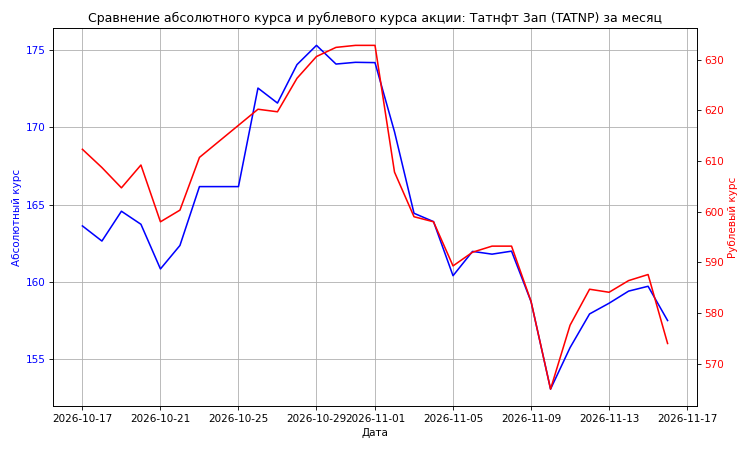 Сравнение абсолютного курса и рублевого курса акции: Татнфт 3ап (TATNP) за месяц
Абсолютный курс
175
170
165
160
155
630
620
610
600
590
580
570
Рублевый курс
2026-10-17 2026-10-21 2026-10-25 2026-10-29 2026-11-01 2026-11-05 2026-11-09 2026-11-13 2026-11-17
Дата